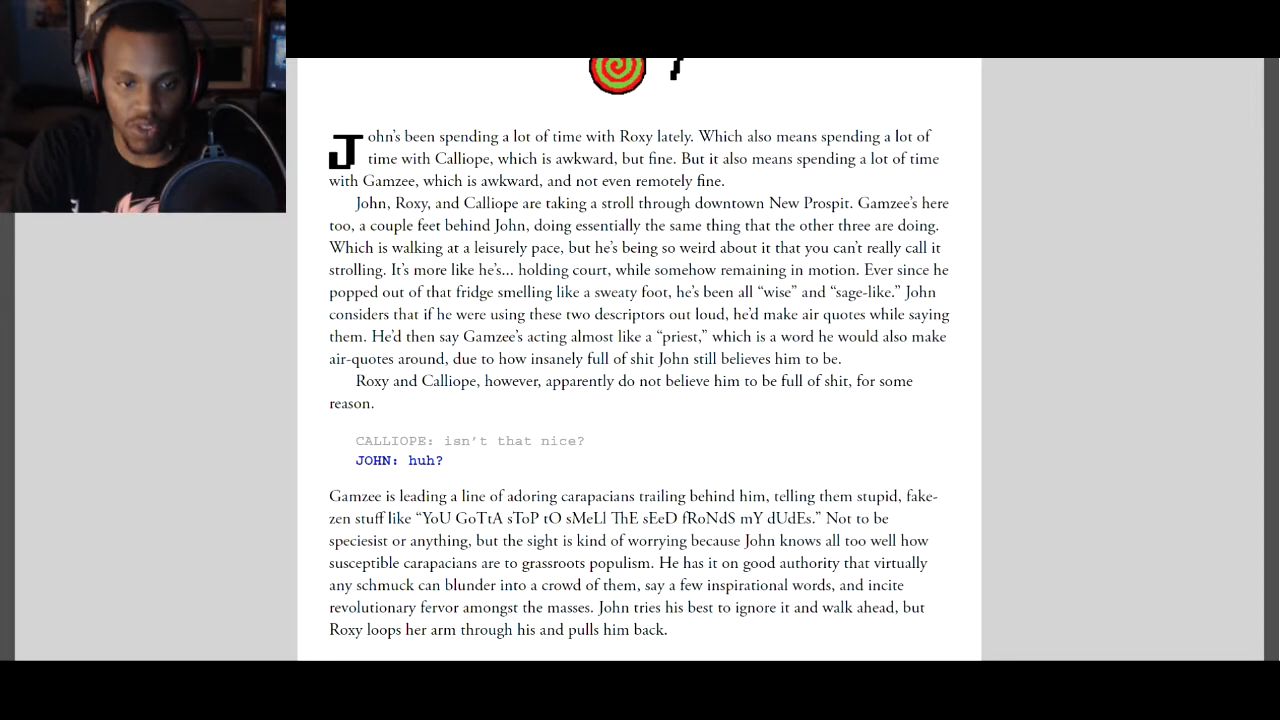 John's been spending a lot of time with Roxy lately. Which also means spending a lot of
time with Calliope, which is awkward, but fine. But it also means spending a lot of time
with Gamzee, which is awkward, and not even remotely fine.
John, Roxy, and Calliope are taking a stroll through downtown New Prospit. Gamzee's here
too, a couple feet behind John, doing essentially the same thing that the other three are doing.
Which is walking at a leisurely pace, but he's being so weird about it that you can't really call it
strolling. It's more like he's... holding court, while somehow remaining in motion. Ever since he
popped out of that fridge smelling like a sweaty foot, he's been all “wise” and “sage-like.” John
considers that if he were using these two descriptors out loud, he'd make air quotes while saying
them. He'd then say Gamzee's acting almost like a “priest,” which is a word he would also make
air-quotes around, due to how insanely full of shit John still believes him to be.
Roxy and Calliope, however, apparently do not believe him to be full of shit, for some
reason.
CALLIOPE: isn't that nice?
JOHN: huh?
Gamzee is leading a line of adoring carapacians trailing behind him, telling them stupid, fake-
zen stuff like “YoU GoTtA sToP tO sMeLl ThE sEeD fRoNdS mY dUdEs.” Not to be
speciesist or anything, but the sight is kind of worrying because John knows all too well how
susceptible carapacians are to grassroots populism. He has it on good authority that virtually
any schmuck can blunder into a crowd of them, say a few inspirational words, and incite
revolutionary fervor amongst the masses. John tries his best to ignore it and walk ahead, but
Roxy loops her arm through his and pulls him back.